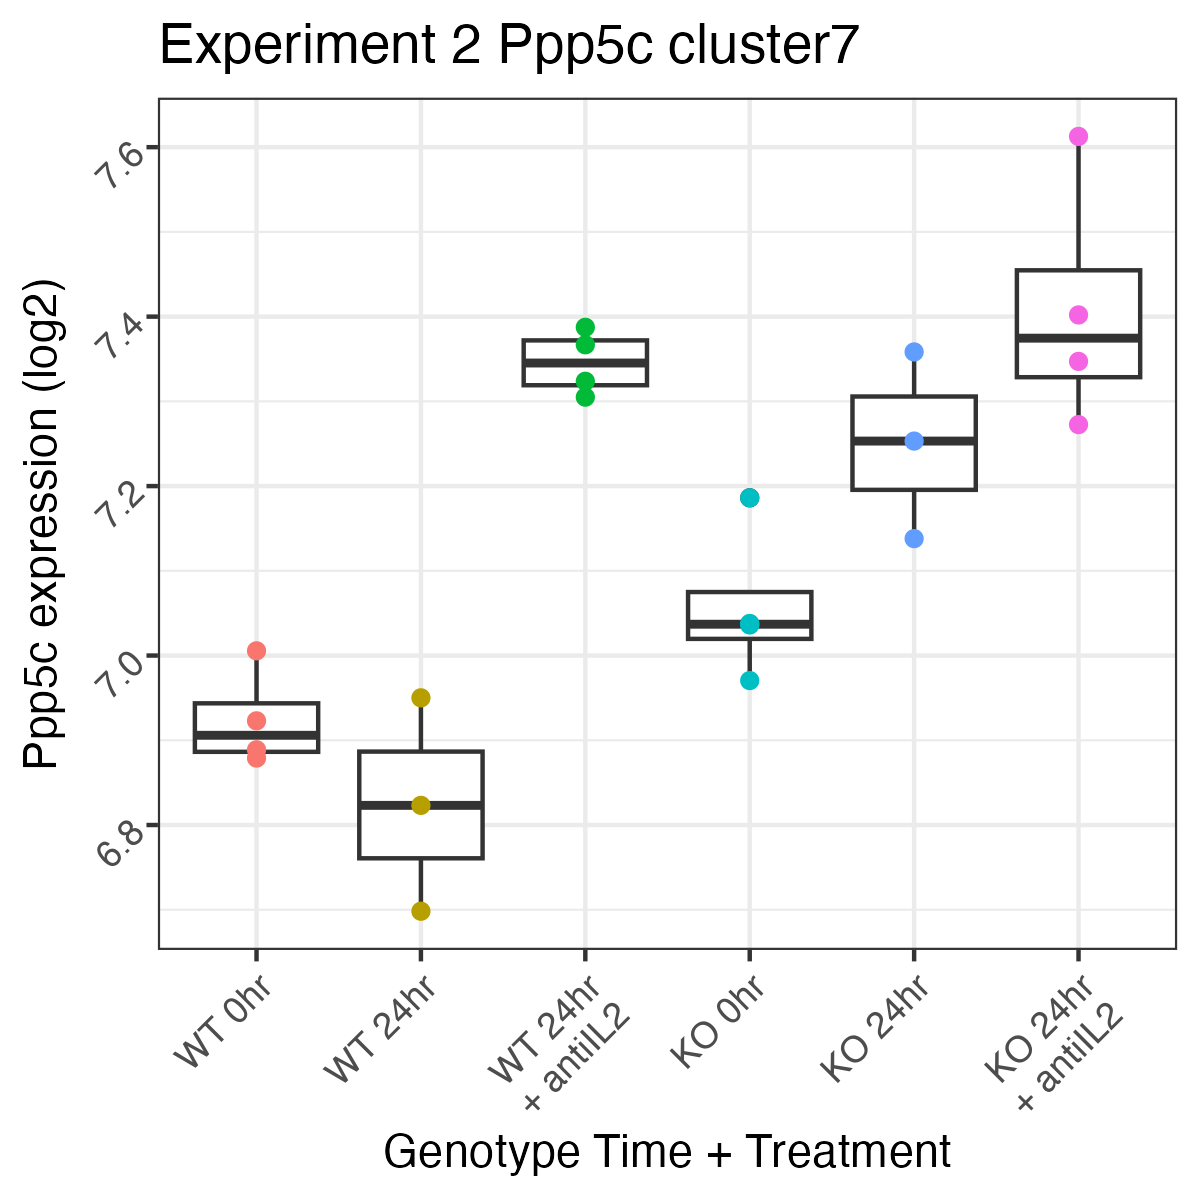 Experiment 2 Ppp5c cluster7
Ppp5c expression (log2)
7.6
7.4
7.2
7.0
6.8
WT 0hr
WT 24hr
WT 24hr
+ antiIL2
KO 0hr
KO 24hr
KO 24hr
+ antiIL2
Genotype Time + Treatment